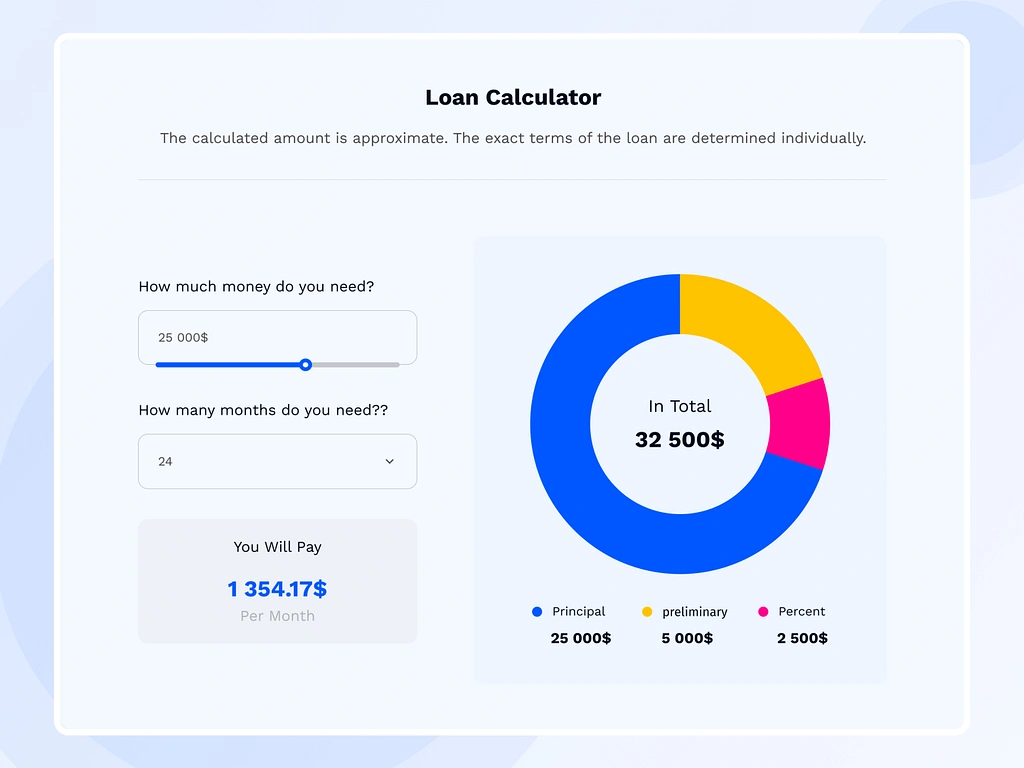 Loan Calculator
The calculated amount is approximate. The exact terms of the loan are determined individually.
How much money do you need?
25 000$
How many months do you need??
24
You Will Pay
1 354.17$
Per Month
In Total
32 500$
Principal preliminary Percent
25 000$ 5 000$ 2 500$